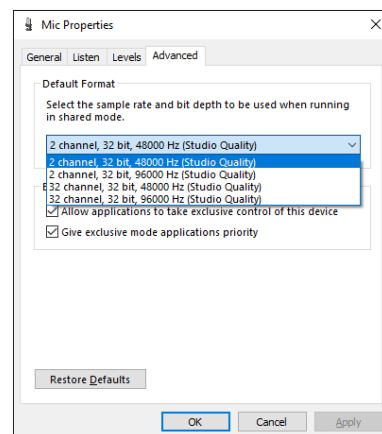 Mic Properties
General Listen Levels Advanced
Default Format
Select the sample rate and bit depth to be used when running
in shared mode.
2 channel, 32 bit, 48000 Hz (Studio Quality)
2 channel, 32 bit, 48000 Hz (Studio Quality)
2 channel, 32 bit, 96000 Hz (Studio Quality)
32 channel, 32 bit, 48000 Hz (Studio Quality)
32 channel, 32 bit, 96000 Hz (Studio Quality)
Allow applications to take exclusive control of this device
Give exclusive mode applications priority
Restore Defaults
OK Cancel Apply